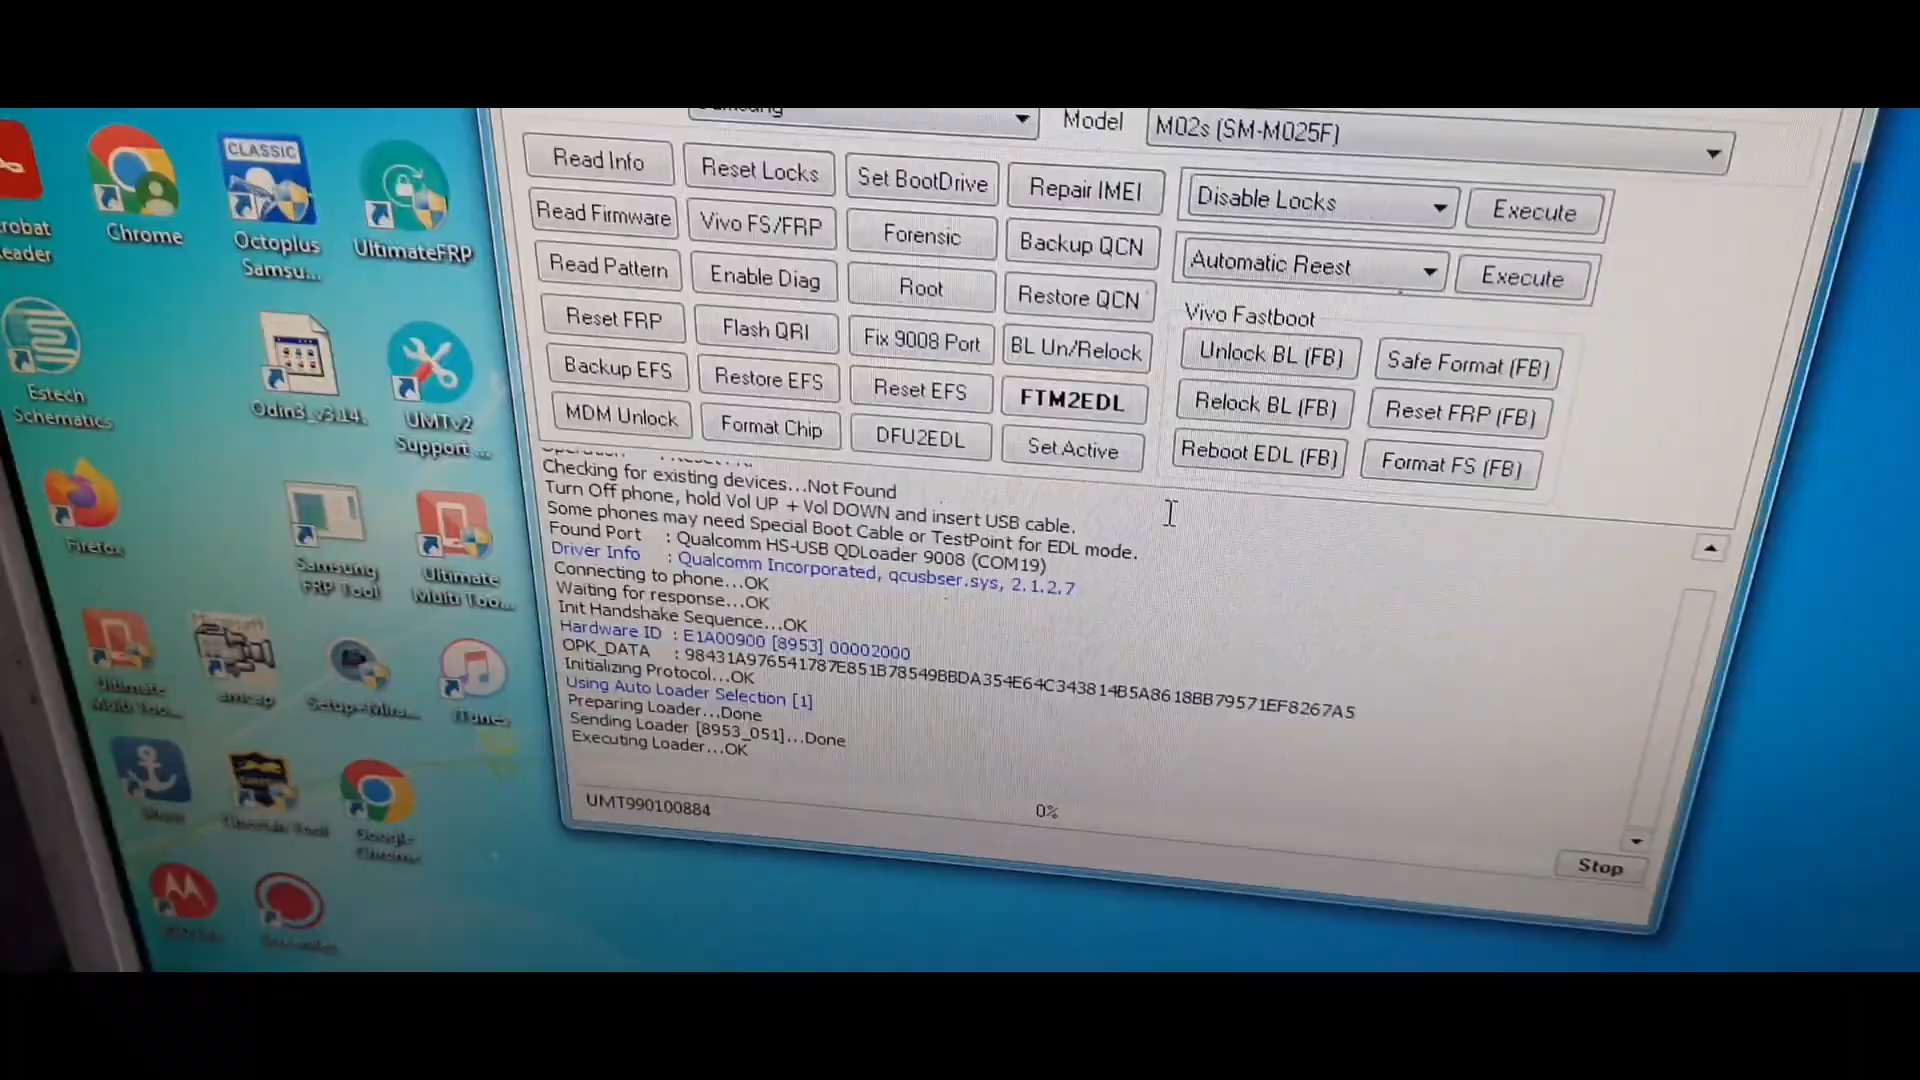 Samsung
Model
M02s (SM-M025F)
Read Info
Reset Locks
Set BootDrive
Repair IMEI
Disable Locks
Execute
Read Firmware
Vivo FS/FRP
Forensic
Backup QCN
Automatic Reest
Execute
Read Pattern
Enable Diag
Root
Restore QCN
Vivo Fastboot
Reset FRP
Flash QRI
Fix 9008 Port
BL Un/Relock
Unlock BL (FB)
Safe Format (FB)
Backup EFS
Restore EFS
Reset EFS
FTM2EDL
Relock BL (FB)
Reset FRP (FB)
MDM Unlock
Format Chip
DFU2EDL
Set Active
Reboot EDL (FB)
Format FS (FB)
Checking for existing devices...Not Found
Turn Off phone, hold Vol UP + Vol DOWN and insert USB cable.
Some phones may need Special Boot Cable or TestPoint for EDL mode.
Found Port : Qualcomm HS-USB QDLoader 9008 (COM19)
Driver Info : Qualcomm Incorporated, qcusbser.sys, 2.1.2.7
Connecting to phone...OK
Waiting for response...OK
Init Handshake Sequence...OK
Hardware ID : E1A00900 [8953] 00002000
OPK_DATA : 98431A976541787E851B78549BBDA354E64C343814B5A8618BB79571EF8267A5
Initializing Protocol...OK
Using Auto Loader Selection [1]
Preparing Loader...Done
Sending Loader [8953_051]...Done
Executing Loader...OK
UMT990100884
0%
Stop
crobat
eader
Chrome
CLASSIC
Octoplus
Samsu...
UltimateFRP
Estech
Schematics
Odin3_v3.14.
UMTv2
Support ...
Firefox
Samsung
FRP Tool
Ultimate
Multi Too...
Ultimate
Multi Too...
amcap
iTunes
Google
Chrome